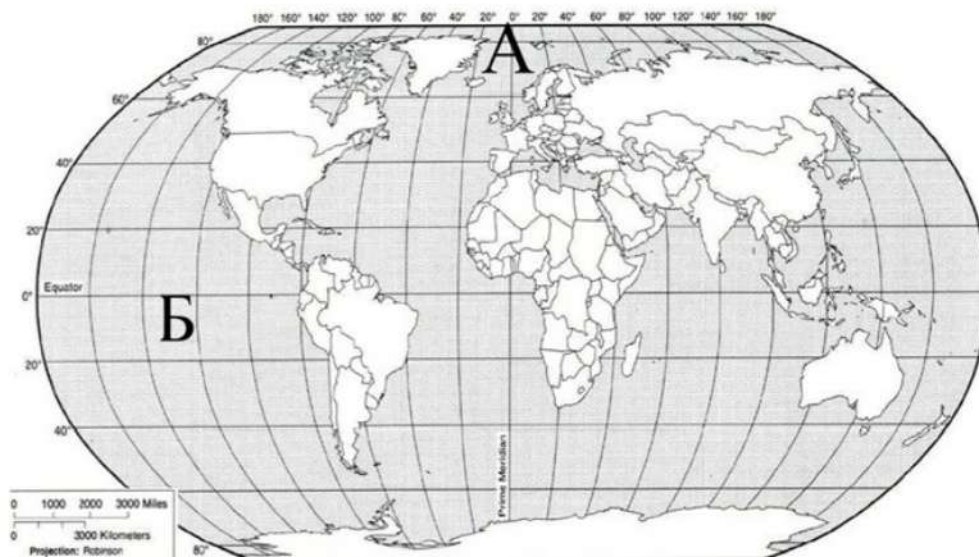 180° 160° 140° 120° 100° 80° 60° 40° 20° 0° 20° 40° 60° 80° 100° 120° 140° 160° 180°
80°
А
60°
40°
20°
Equator
0°
Б
20°
40°
Prime Meridian
0 1000 2000 3000 Miles
0 3000 Kilometers
Projection: Robinson
80°